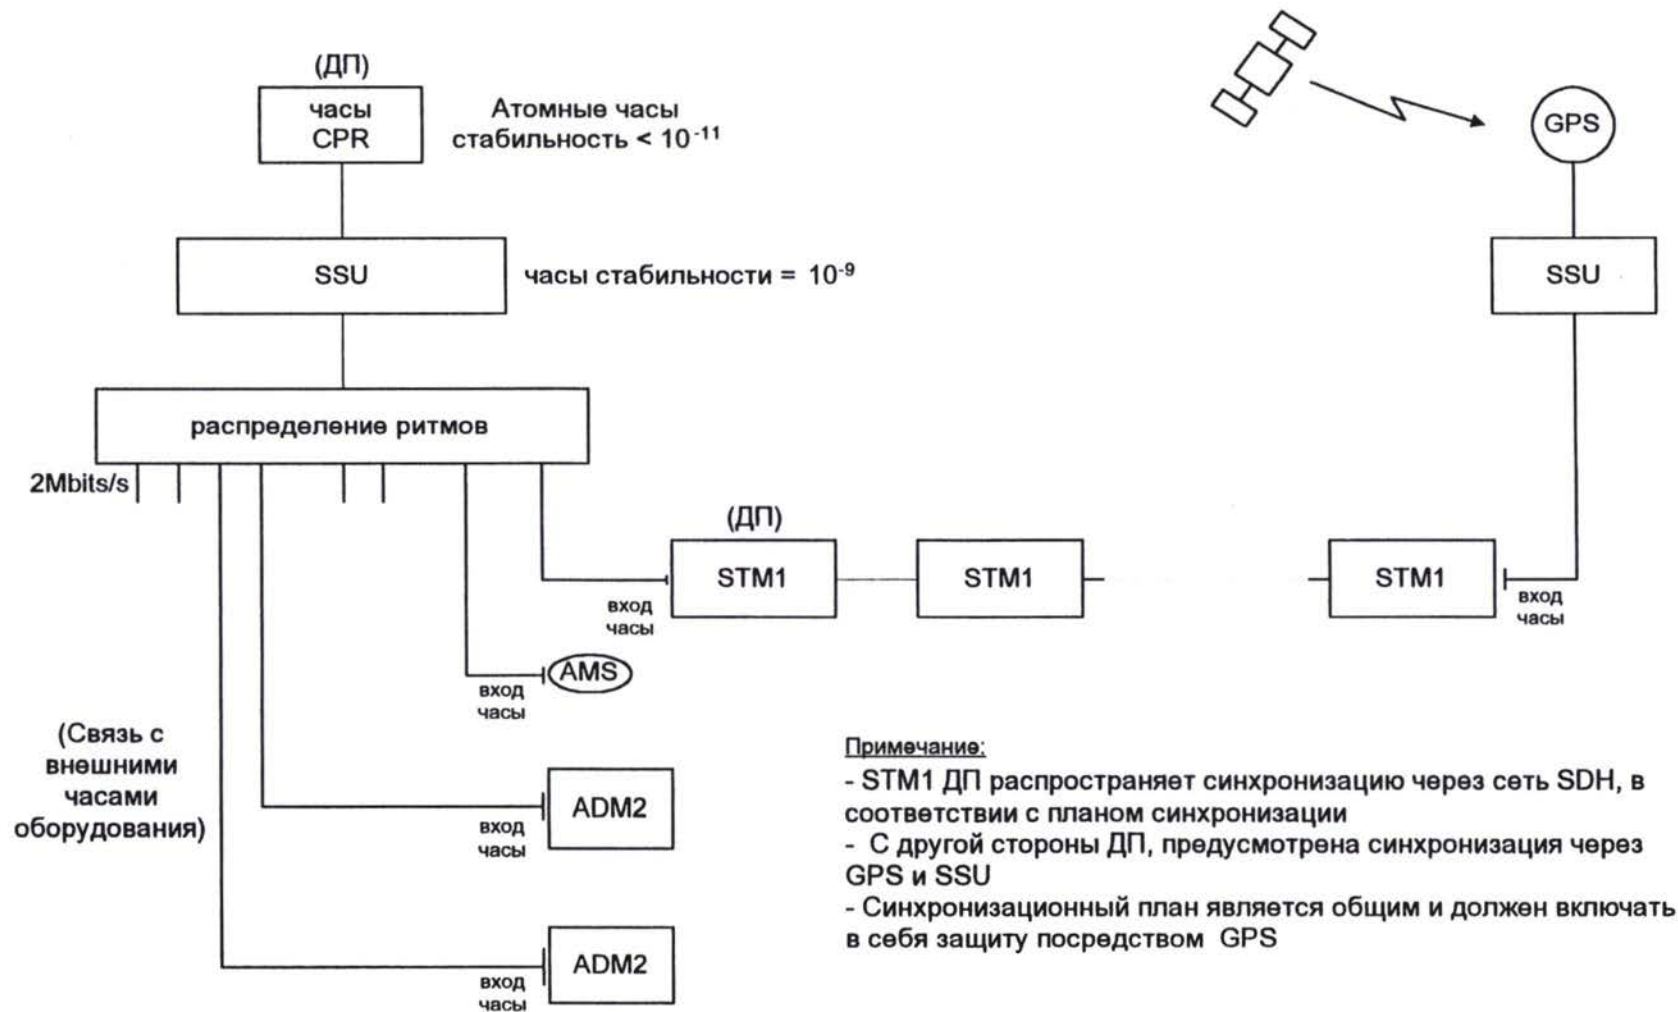 (ДП)
часы
CPR
Атомные часы
стабильность < 10⁻¹¹
GPS
SSU
часы стабильности = 10⁻⁹
SSU
распределение ритмов
2Mbits/s
(ДП)
STM1
STM1
STM1
вход
часы
вход
часы
AMS
вход
часы
(Связь с
внешними
часами
оборудования)
ADM2
вход
часы
ADM2
вход
часы
Примечание:
- STM1 ДП распространяет синхронизацию через сеть SDH, в
соответствии с планом синхронизации
- С другой стороны ДП, предусмотрена синхронизация через
GPS и SSU
- Синхронизационный план является общим и должен включать
в себя защиту посредством GPS